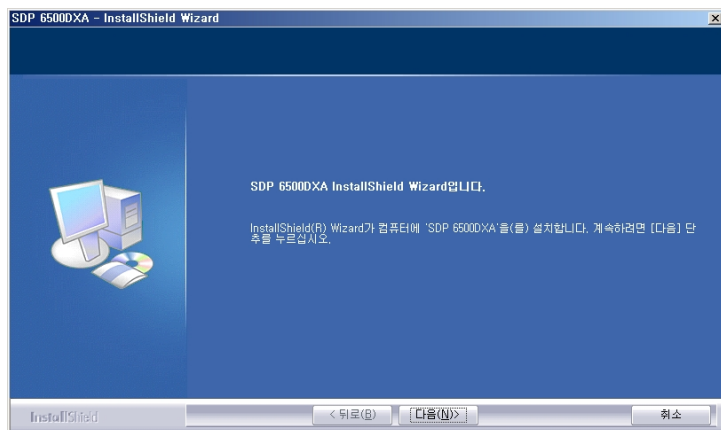 SDP 6500DXA - InstallShield Wizard
SDP 6500DXA InstallShield Wizard입니다.
InstallShield(R) Wizard가 컴퓨터에 'SDP 6500DXA'을(를) 설치합니다. 계속하려면 [다음] 단
추를 누르십시오.
InstallShield
< 뒤로(B)
다음(N)>
취소